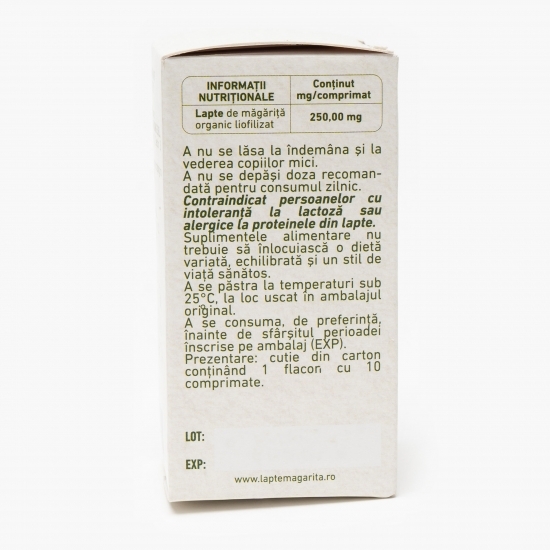 INFORMAȚII
NUTRIȚIONALE
Conținut
mg/comprimat
Lapte de măgăriță
organic liofilizat
250,00 mg
A nu se lăsa la îndemâna și la
vederea copiilor mici.
A nu se depăși doza recoman-
dată pentru consumul zilnic.
Contraindicat persoanelor cu
intoleranță la lactoză sau
alergice la proteinele din lapte.
Suplimentele alimentare nu
trebuie să înlocuiască o dietă
variată, echilibrată și un stil de
viață sănătos.
A se păstra la temperaturi sub
25°C, la loc uscat în ambalajul
original.
A se consuma, de preferință,
înainte de sfârșitul perioadei
înscrise pe ambalaj (EXP).
Prezentare: cutie din carton
conținând 1 flacon cu 10
comprimate.
LOT:
EXP:
www.laptemagarita.ro